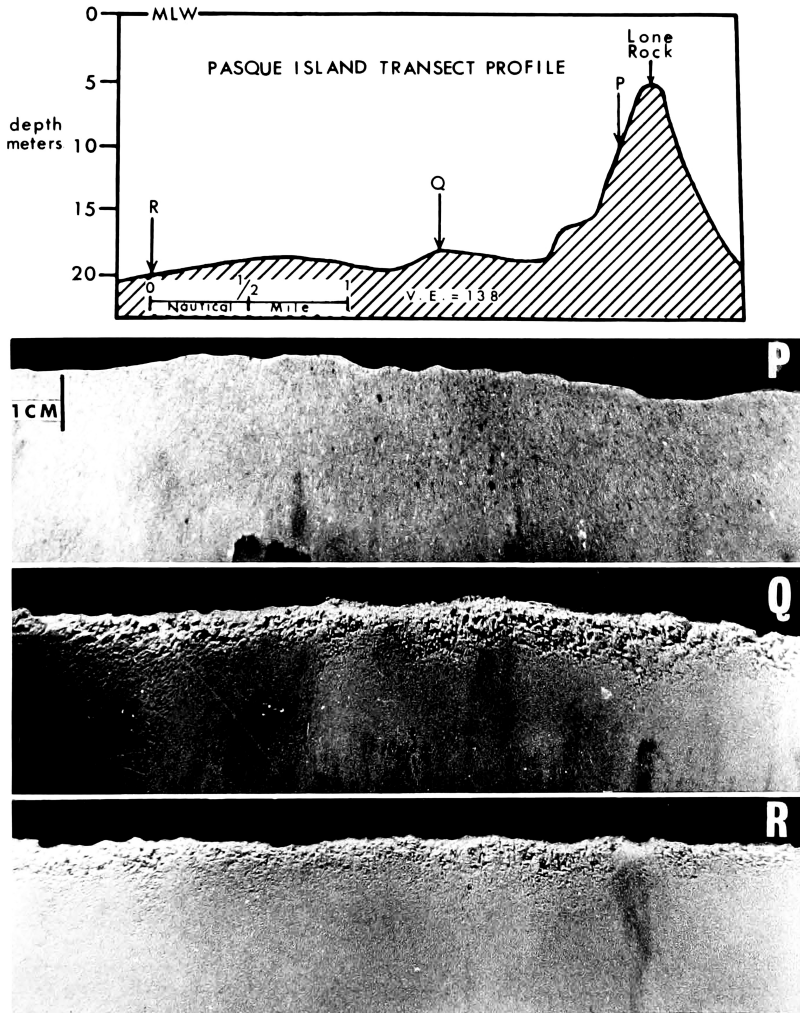 0 MLW
PASQUE ISLAND TRANSECT PROFILE
Lone
Rock
P
5
depth
meters
10
15
Q
R
20
0 1/2 1
Nautical Mile
V.E.=138
P
1CM
Q
R